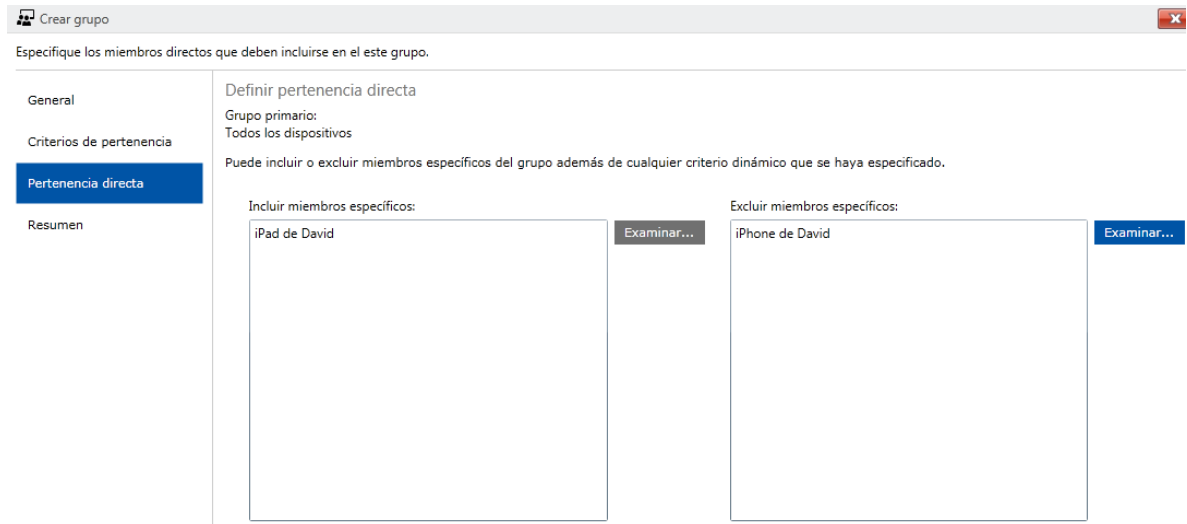 Crear grupo
Especifique los miembros directos que deben incluirse en el este grupo.
General
Criterios de pertenencia
Pertenencia directa
Resumen
Definir pertenencia directa
Grupo primario:
Todos los dispositivos
Puede incluir o excluir miembros específicos del grupo además de cualquier criterio dinámico que se haya especificado.
Incluir miembros específicos:
iPad de David
Examinar...
Excluir miembros específicos:
iPhone de David
Examinar...